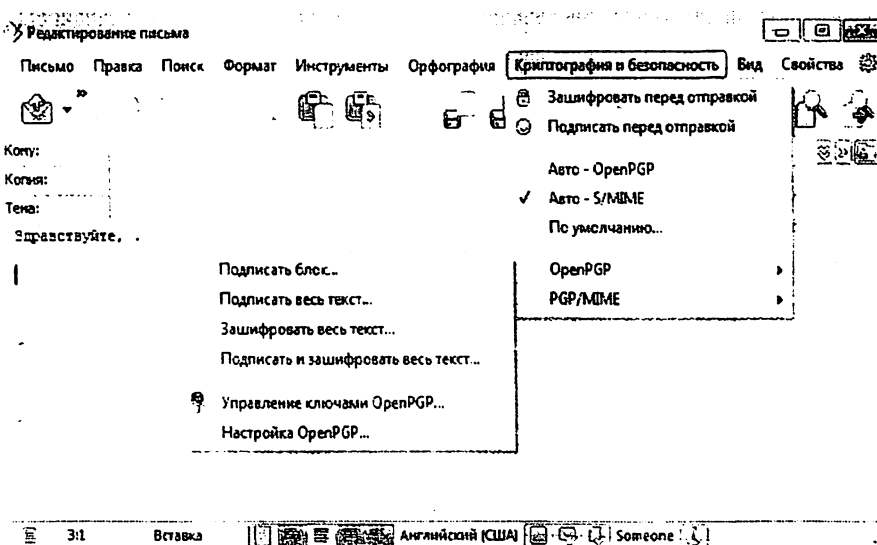 Редактирование письма
Письмо Правка Поиск Формат Инструменты Орфография Криптография и безопасность Вид Свойства
Зашифровать перед отправкой
Подписать перед отправкой
Кому:
Копия:
Тема:
Авто - OpenPGP
Авто - S/MIME
По умолчанию...
Здравствуйте, .
OpenPGP
PGP/MIME
Подписать блок...
Подписать весь текст...
Зашифровать весь текст...
Подписать и зашифровать весь текст...
Управление ключами OpenPGP...
Настройка OpenPGP...
3:1 Вставка Английский (США) Someone